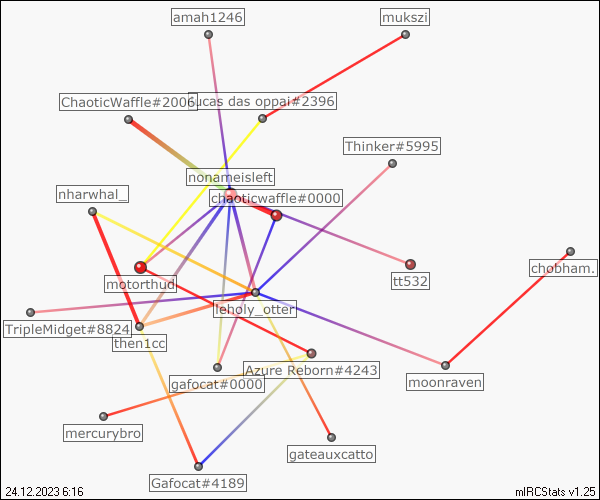 amah1246
mukszi
ChaoticWaffle#2006
ucas das oppai#2396
Thinker#5995
nonameisleft
nharwhal_
chaoticwaffle#0000
chobham.
motorthud
tt532
leholy_otter
TripleMidget#8824
then1cc
gafocat#0000
Azure Reborn#4243
moonraven
mercurybro
gateauxcatto
Gafocat#4189
24.12.2023 6:16
mIRCStats v1.25